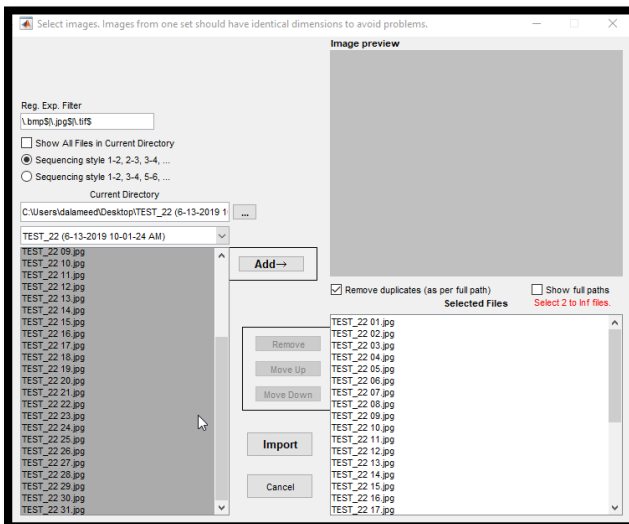 Select images. Images from one set should have identical dimensions to avoid problems.
Image preview
Reg. Exp. Filter
\.bmp$|\.jpg$|\.tif$
Show All Files in Current Directory
Sequencing style 1-2, 2-3, 3-4, ...
Sequencing style 1-2, 3-4, 5-6, ...
Current Directory
C:\Users\dalameed\Desktop\TEST_22 (6-13-2019 1
...
TEST_22 (6-13-2019 10-01-24 AM)
TEST_22 09.jpg
TEST_22 10.jpg
TEST_22 11.jpg
TEST_22 12.jpg
TEST_22 13.jpg
TEST_22 14.jpg
TEST_22 15.jpg
TEST_22 16.jpg
TEST_22 17.jpg
TEST_22 18.jpg
TEST_22 19.jpg
TEST_22 20.jpg
TEST_22 21.jpg
TEST_22 22.jpg
TEST_22 23.jpg
TEST_22 24.jpg
TEST_22 25.jpg
TEST_22 26.jpg
TEST_22 27.jpg
TEST_22 28.jpg
TEST_22 29.jpg
TEST_22 30.jpg
TEST_22 31.jpg
Add→
Remove
Move Up
Move Down
Import
Cancel
Remove duplicates (as per full path)
Show full paths
Selected Files
Select 2 to Inf files.
TEST_22 01.jpg
TEST_22 02.jpg
TEST_22 03.jpg
TEST_22 04.jpg
TEST_22 05.jpg
TEST_22 06.jpg
TEST_22 07.jpg
TEST_22 08.jpg
TEST_22 09.jpg
TEST_22 10.jpg
TEST_22 11.jpg
TEST_22 12.jpg
TEST_22 13.jpg
TEST_22 14.jpg
TEST_22 15.jpg
TEST_22 16.jpg
TEST_22 17.jpg